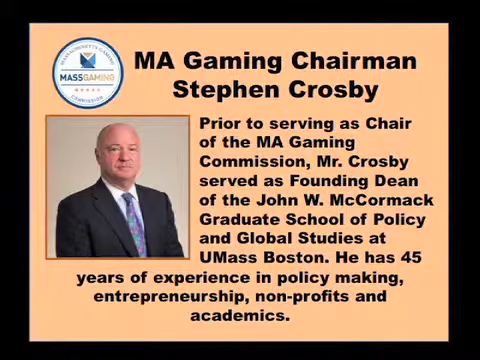 MASSACHUSETTS GAMING
MASSGAMING
COMMISSION
MA Gaming Chairman
Stephen Crosby
Prior to serving as Chair
of the MA Gaming
Commission, Mr. Crosby
served as Founding Dean
of the John W. McCormack
Graduate School of Policy
and Global Studies at
UMass Boston. He has 45
years of experience in policy making,
entrepreneurship, non-profits and
academics.